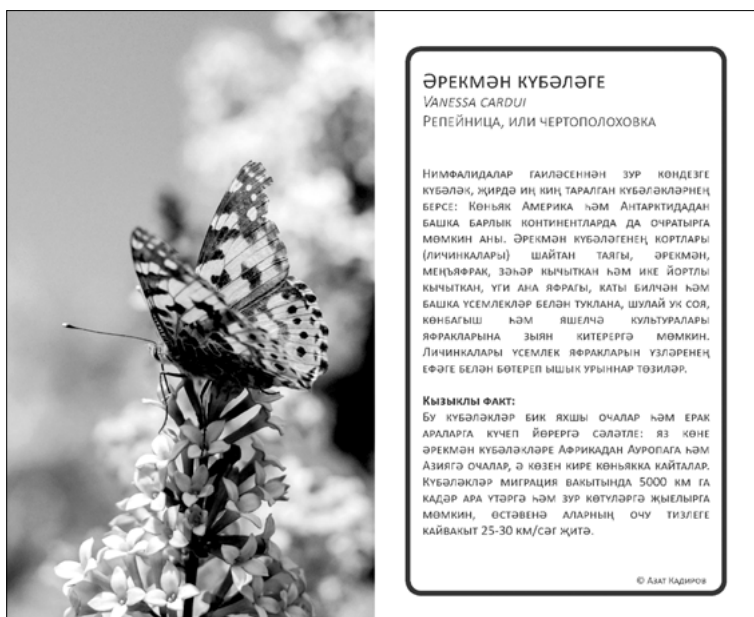 Әрекмән күбәләге
Vanessa cardui
Репейница, или чертополоховка
Нимфалидалар гаиләсеннән зур көндезге
күбәләк, җирдә иң киң таралган күбәләкләрнең
берсе: Көньяк Америка һәм Антарктидадан
башка барлык континентларда да очратырга
мөмкин аны. Әрекмән күбәләгенең кортлары
(личинкалары) шайтан таягы, әрекмән,
меңъяфрак, зәһәр кычыткан һәм ике йортлы
кычыткан, үги ана яфрагы, каты билчән һәм
башка үсемлекләр белән туклана, шулай ук соя,
көнбагыш һәм яшелчә культуралары
яфракларына зыян китерергә мөмкин.
Личинкалары үсемлек яфракларын үзләренең
ефәге белән бөтереп ышык урыннар төзиләр.
Кызыклы факт:
Бу күбәләкләр бик яхшы очалар һәм ерак
араларга күчеп йөрергә сәләтле: яз көне
әрекмән күбәләкләре Африкадан Ауропага һәм
Азиягә очалар, ә көзен кире көньякка кайталар.
Күбәләкләр миграция вакытында 5000 км га
кадәр ара үтәргә һәм зур көтүләргә җыелырга
мөмкин, өстәвенә аларның очу тизлеге
кайвакыт 25-30 км/сәг җитә.
© Азат Кадиров